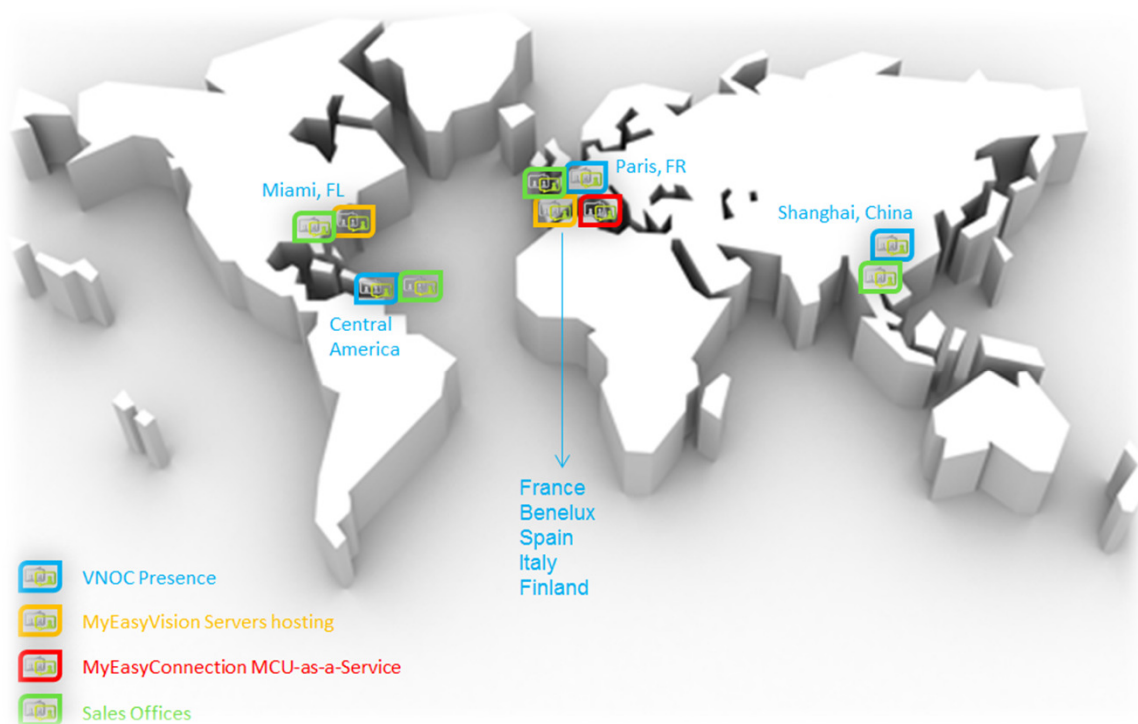 Paris, FR
Miami, FL
Shanghai, China
Central
America
France
Benelux
Spain
Italy
Finland
VNOC Presence
MyEasyVision Servers hosting
MyEasyConnection MCU-as-a-Service
Sales Offices